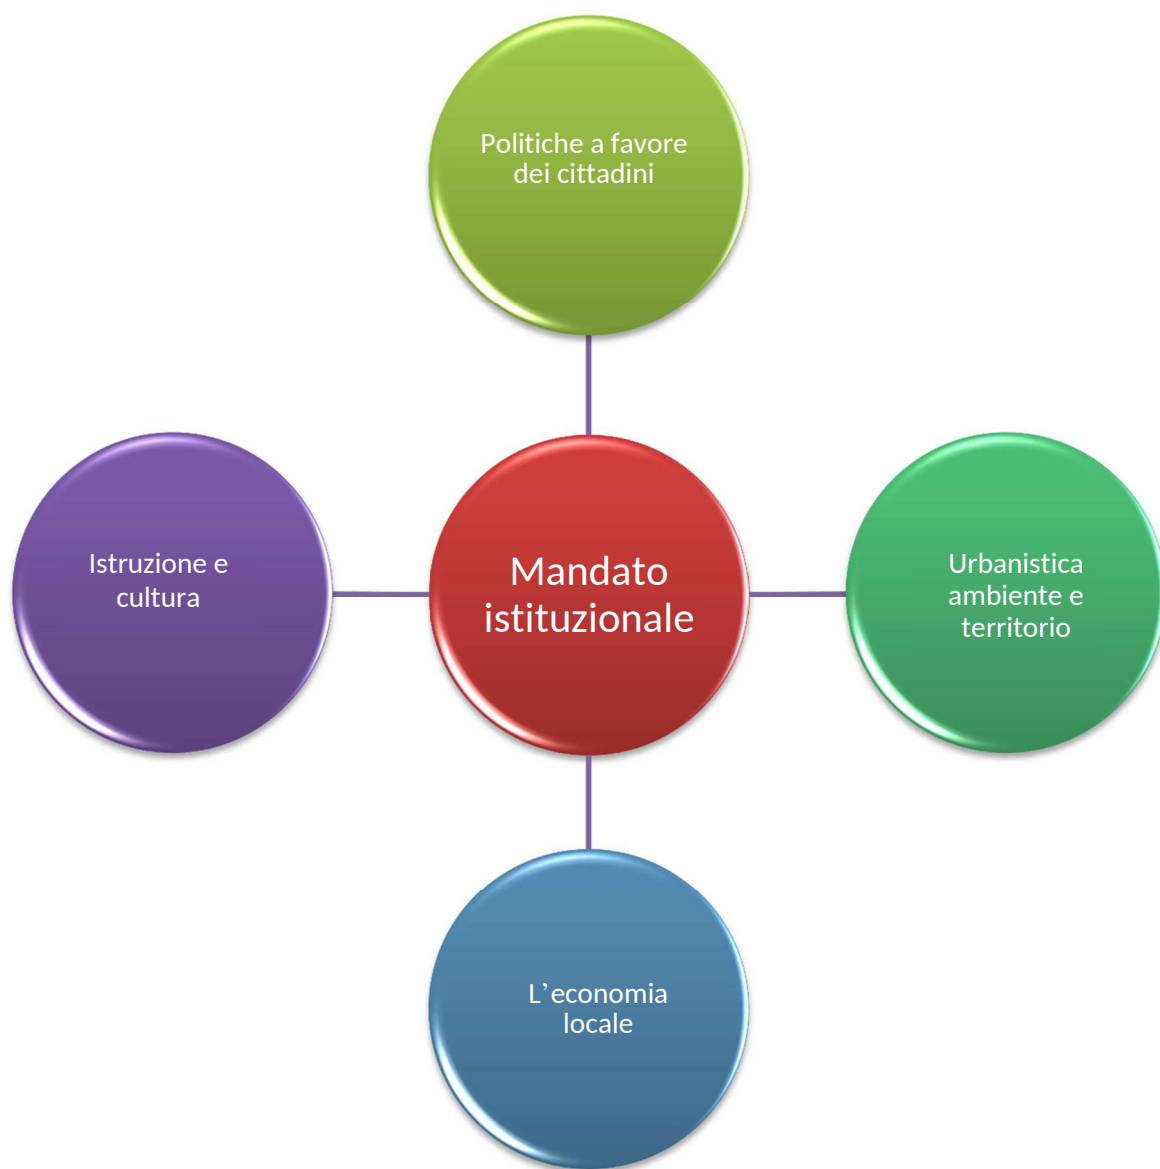 Politiche a favore
dei cittadini
Istruzione e
cultura
Mandato
istituzionale
Urbanistica
ambiente e
territorio
L’economia
locale